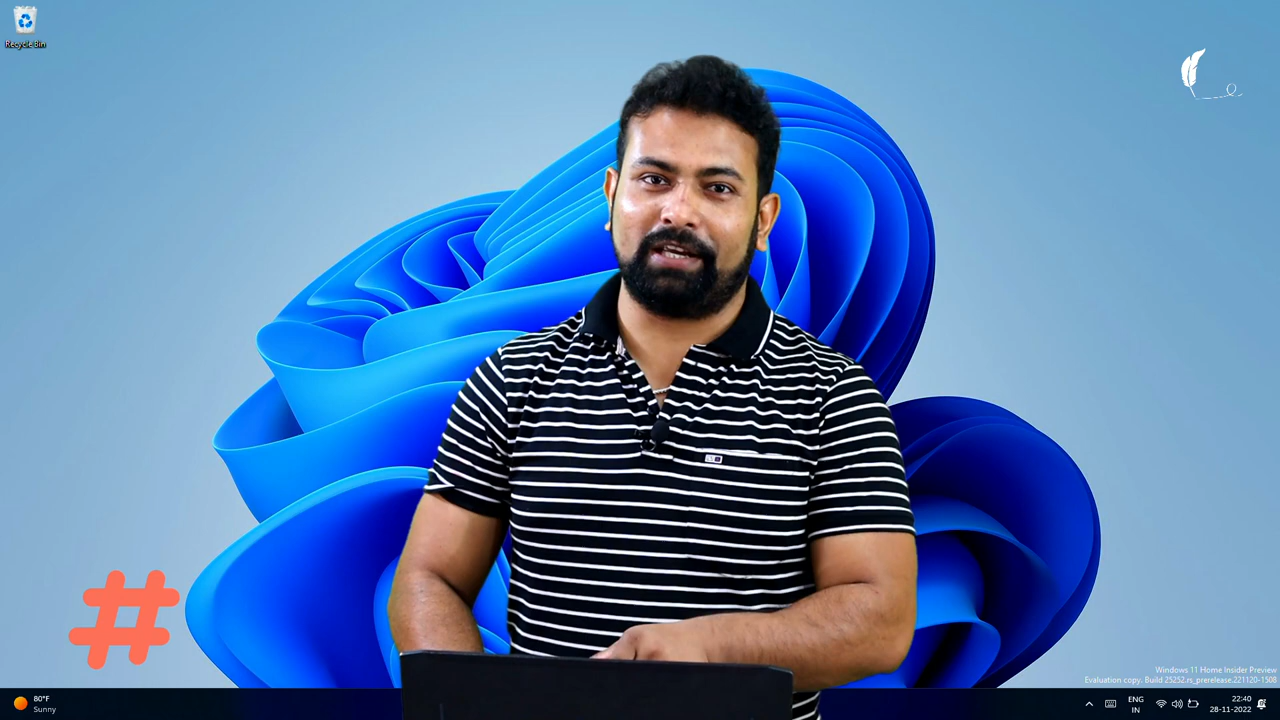 Recycle Bin
#
Windows 11 Home Insider Preview
Evaluation copy. Build 25252.rs_prerelease.221120-1508
80°F
Sunny
ENG
IN
22:40
28-11-2022